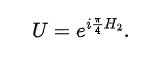 $U = e^{i\frac{\pi}{4}H_2}.$